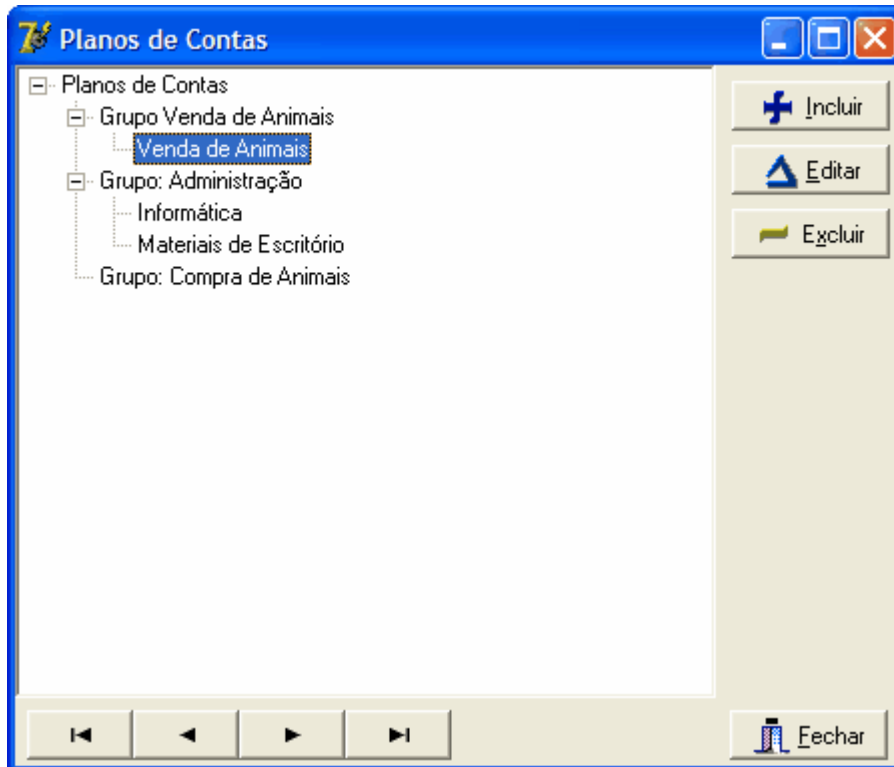 Planos de Contas
Planos de Contas
Grupo Venda de Animais
Venda de Animais
Grupo: Administração
Informática
Materiais de Escritório
Grupo: Compra de Animais
Incluir
Editar
Excluir
Fechar